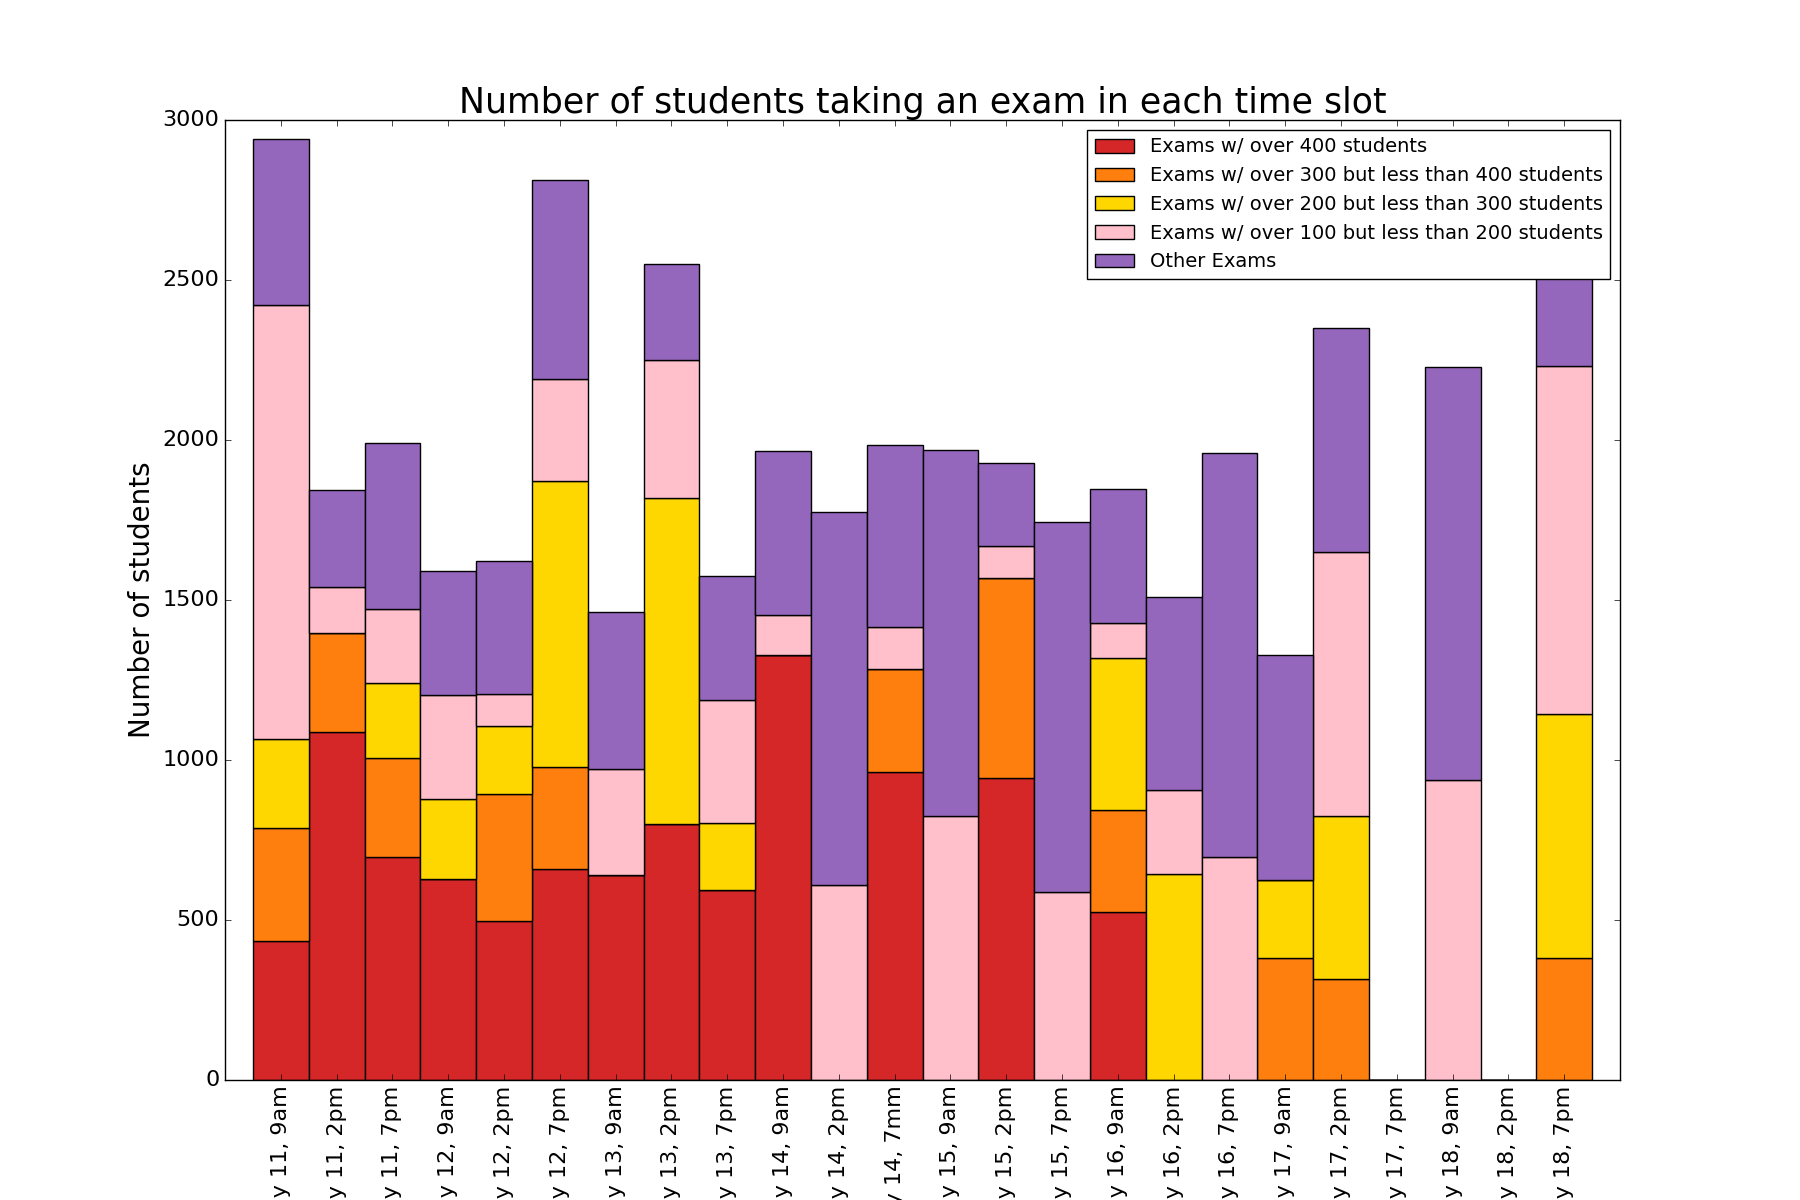 Number of students taking an exam in each time slot
Exams w/ over 400 students
Exams w/ over 300 but less than 400 students
Exams w/ over 200 but less than 300 students
Exams w/ over 100 but less than 200 students
Other Exams
Number of students
3000
2500
2000
1500
1000
500
0
y 11, 9am
y 11, 2pm
y 11, 7pm
y 12, 9am
y 12, 2pm
y 12, 7pm
y 13, 9am
y 13, 2pm
y 13, 7pm
y 14, 9am
y 14, 2pm
y 14, 7mm
y 15, 9am
y 15, 2pm
y 15, 7pm
y 16, 9am
y 16, 2pm
y 16, 7pm
y 17, 9am
y 17, 2pm
y 17, 7pm
y 18, 9am
y 18, 2pm
y 18, 7pm